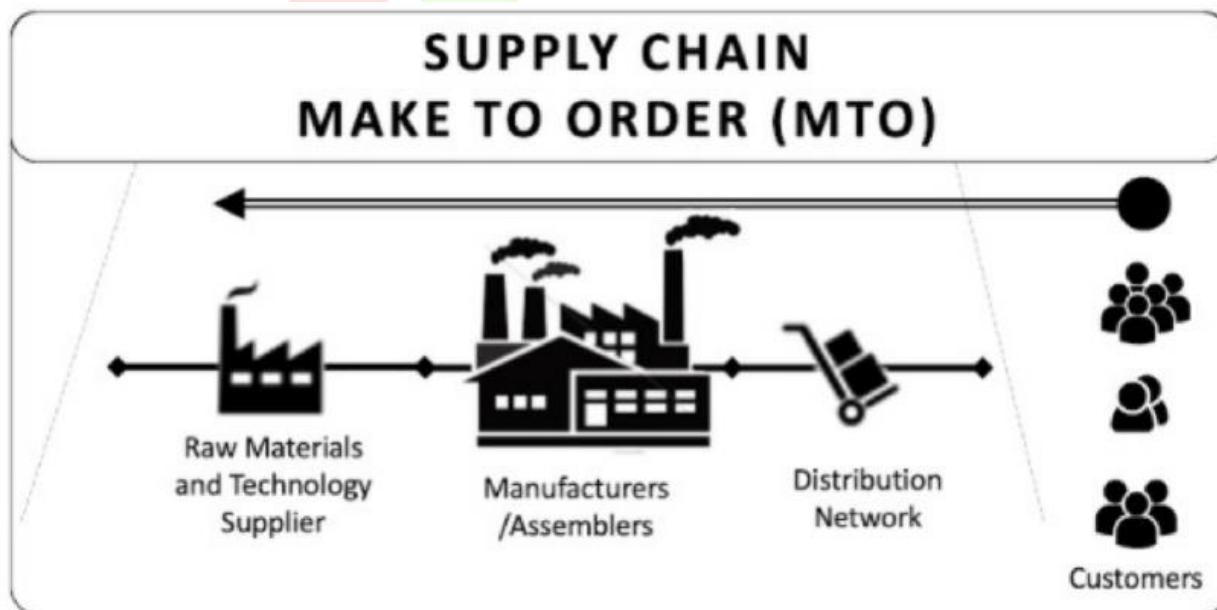 SUPPLY CHAIN
MAKE TO ORDER (MTO)
Raw Materials
and Technology
Supplier
Manufacturers
/Assemblers
Distribution
Network
Customers